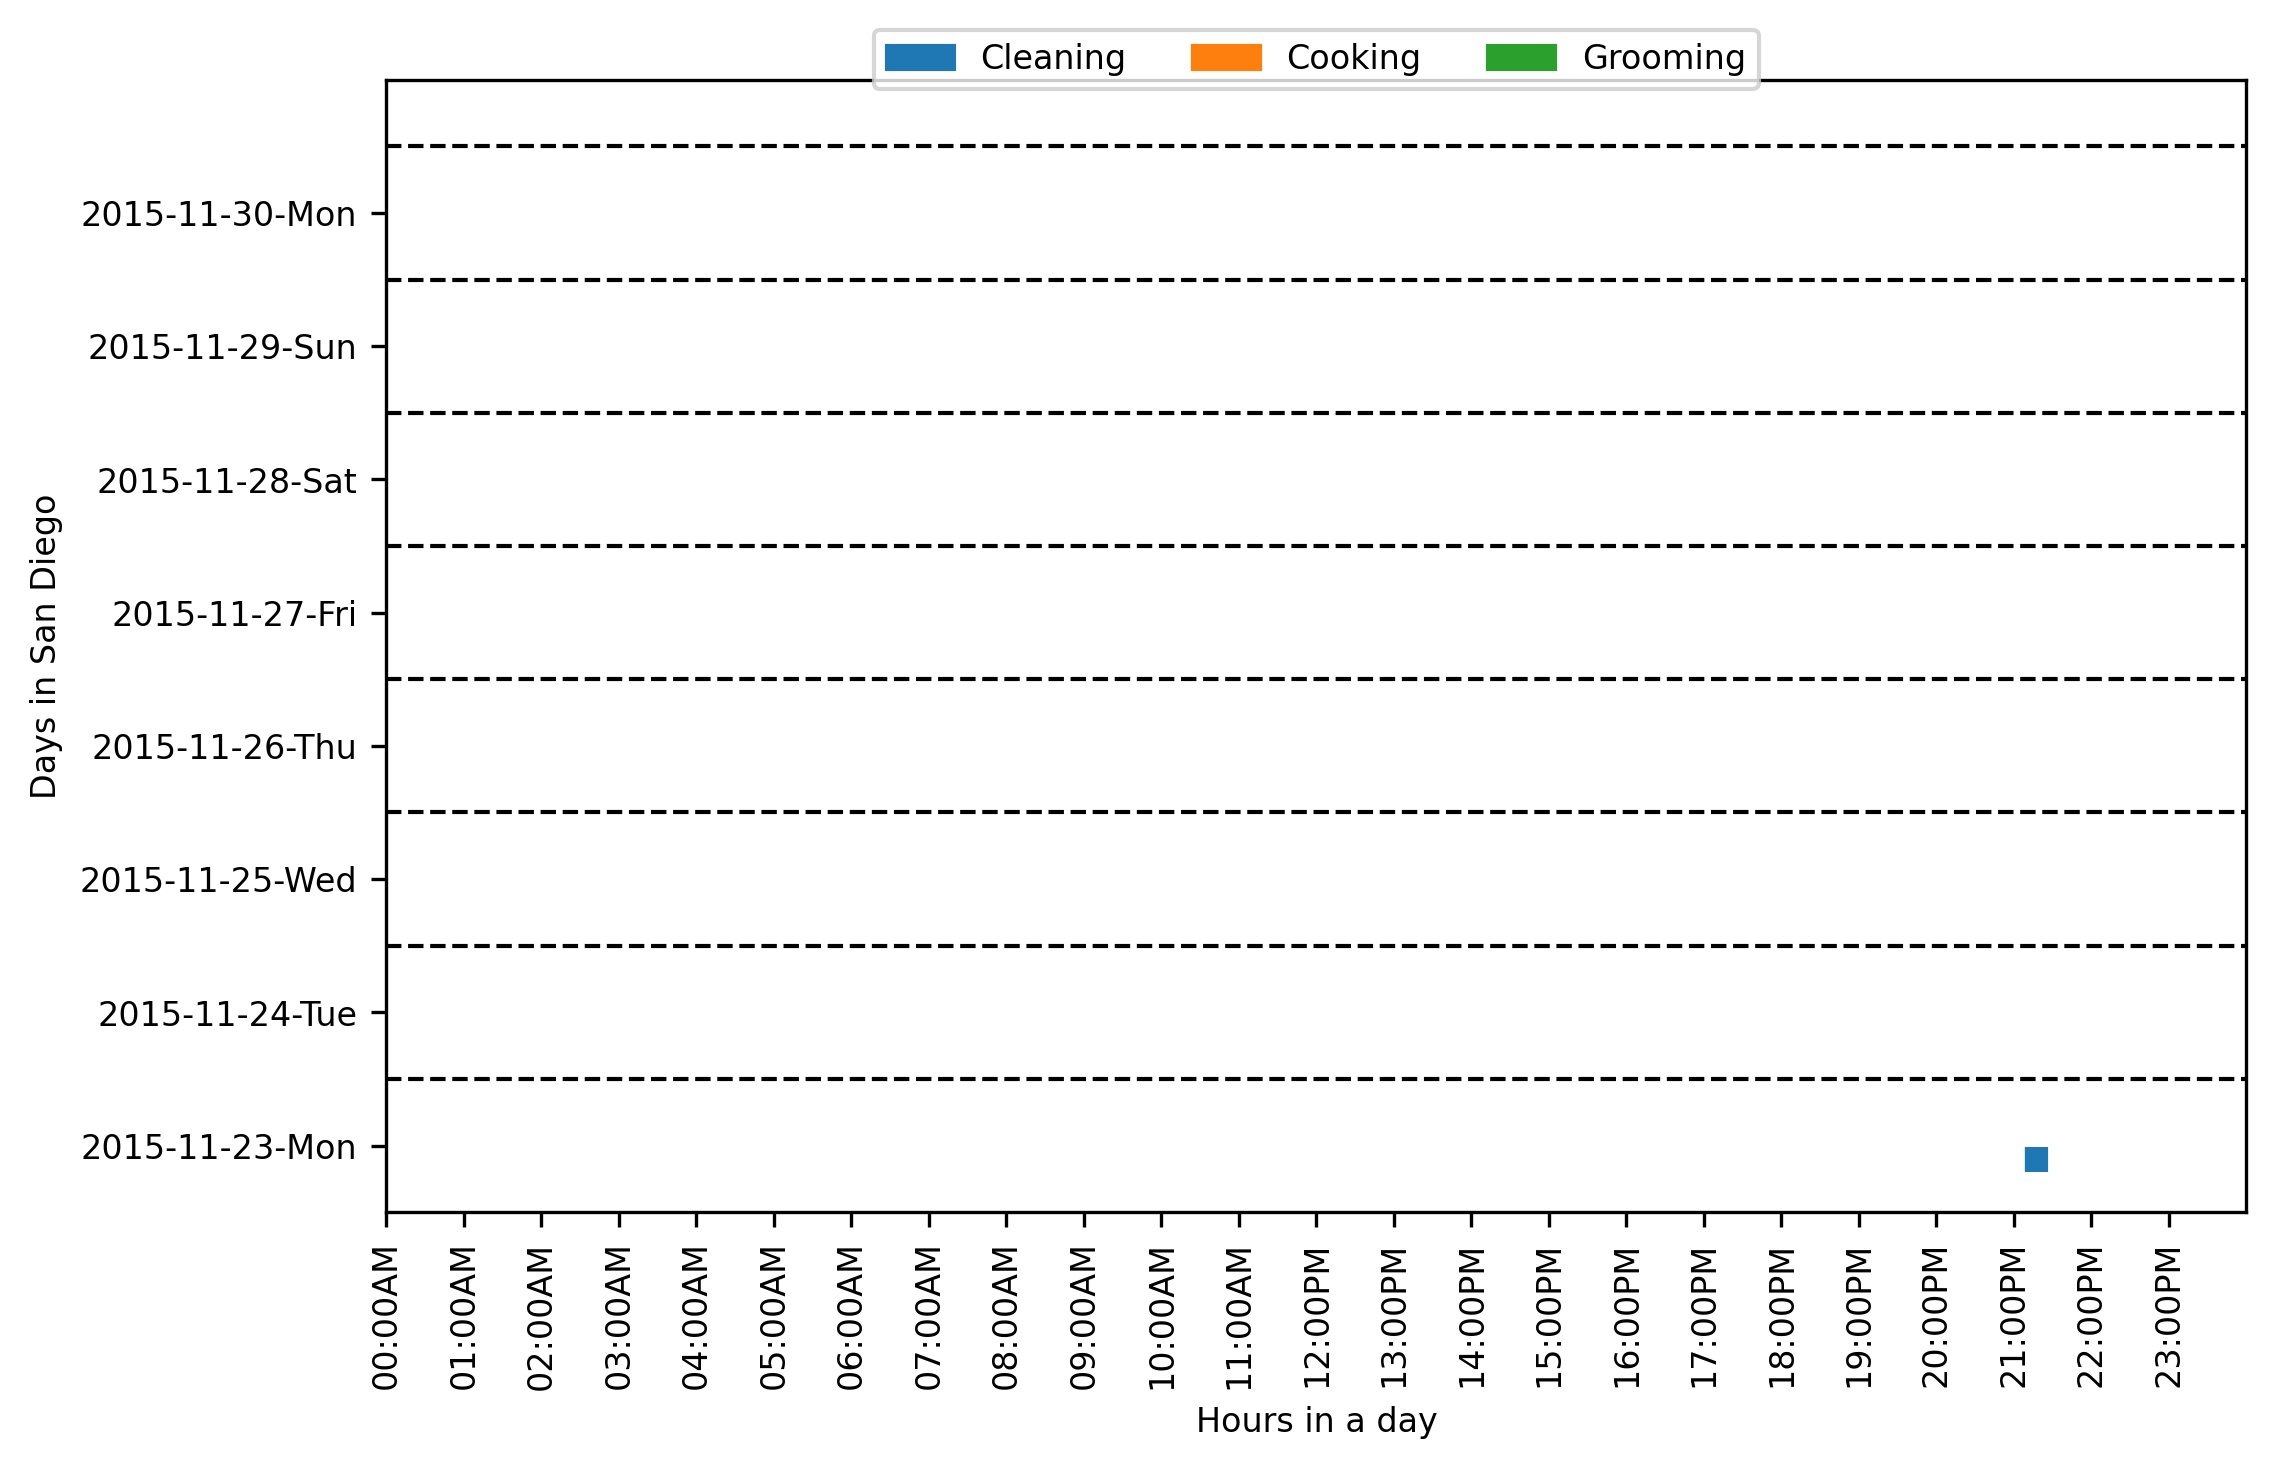 Cleaning Cooking Grooming
2015-11-30-Mon
2015-11-29-Sun
2015-11-28-Sat
2015-11-27-Fri
2015-11-26-Thu
2015-11-25-Wed
2015-11-24-Tue
2015-11-23-Mon
Days in San Diego
00:00AM
01:00AM
02:00AM
03:00AM
04:00AM
05:00AM
06:00AM
07:00AM
08:00AM
09:00AM
10:00AM
11:00AM
12:00PM
13:00PM
14:00PM
15:00PM
16:00PM
17:00PM
18:00PM
19:00PM
20:00PM
21:00PM
22:00PM
23:00PM
Hours in a day